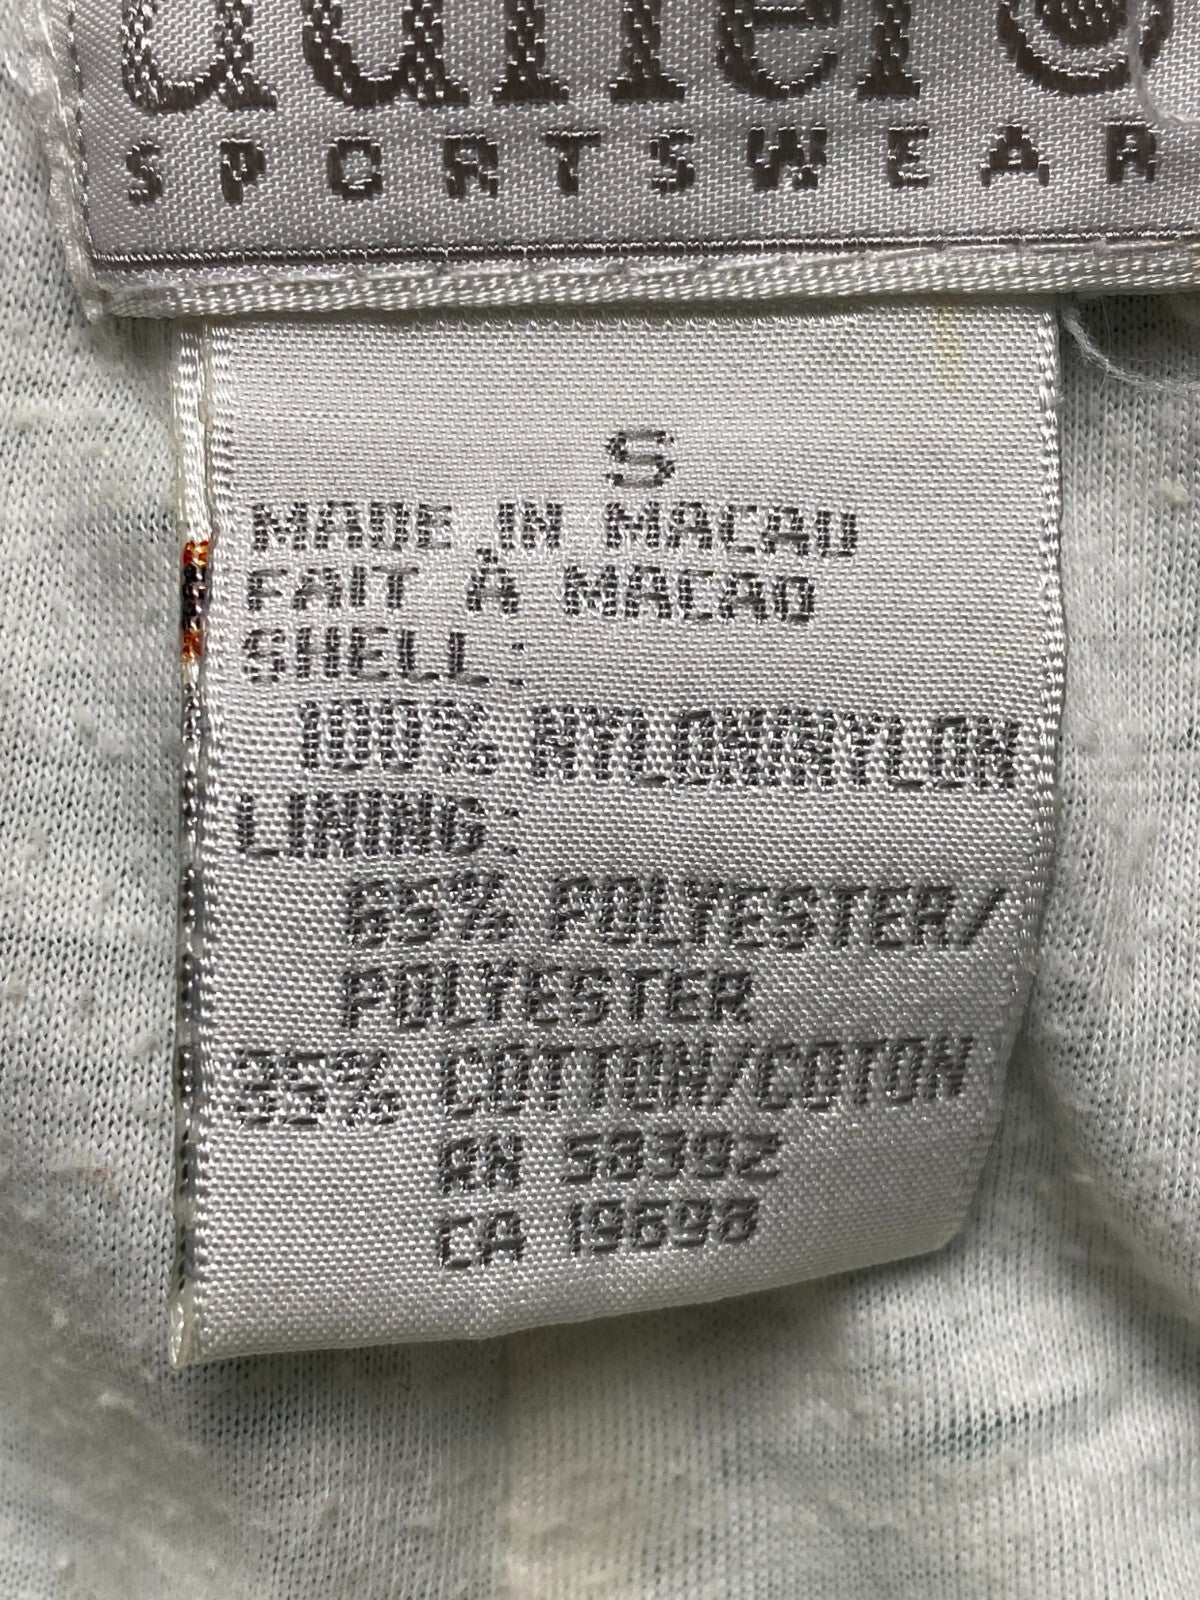 SPORTSWEAR
S
MADE IN MACAU
FAIT À MACAO
SHELL:
100% NYLON/NYLON
LINING:
65% POLYESTER/
POLYESTER
35% COTTON/COTON
RN 58392
CA 19698